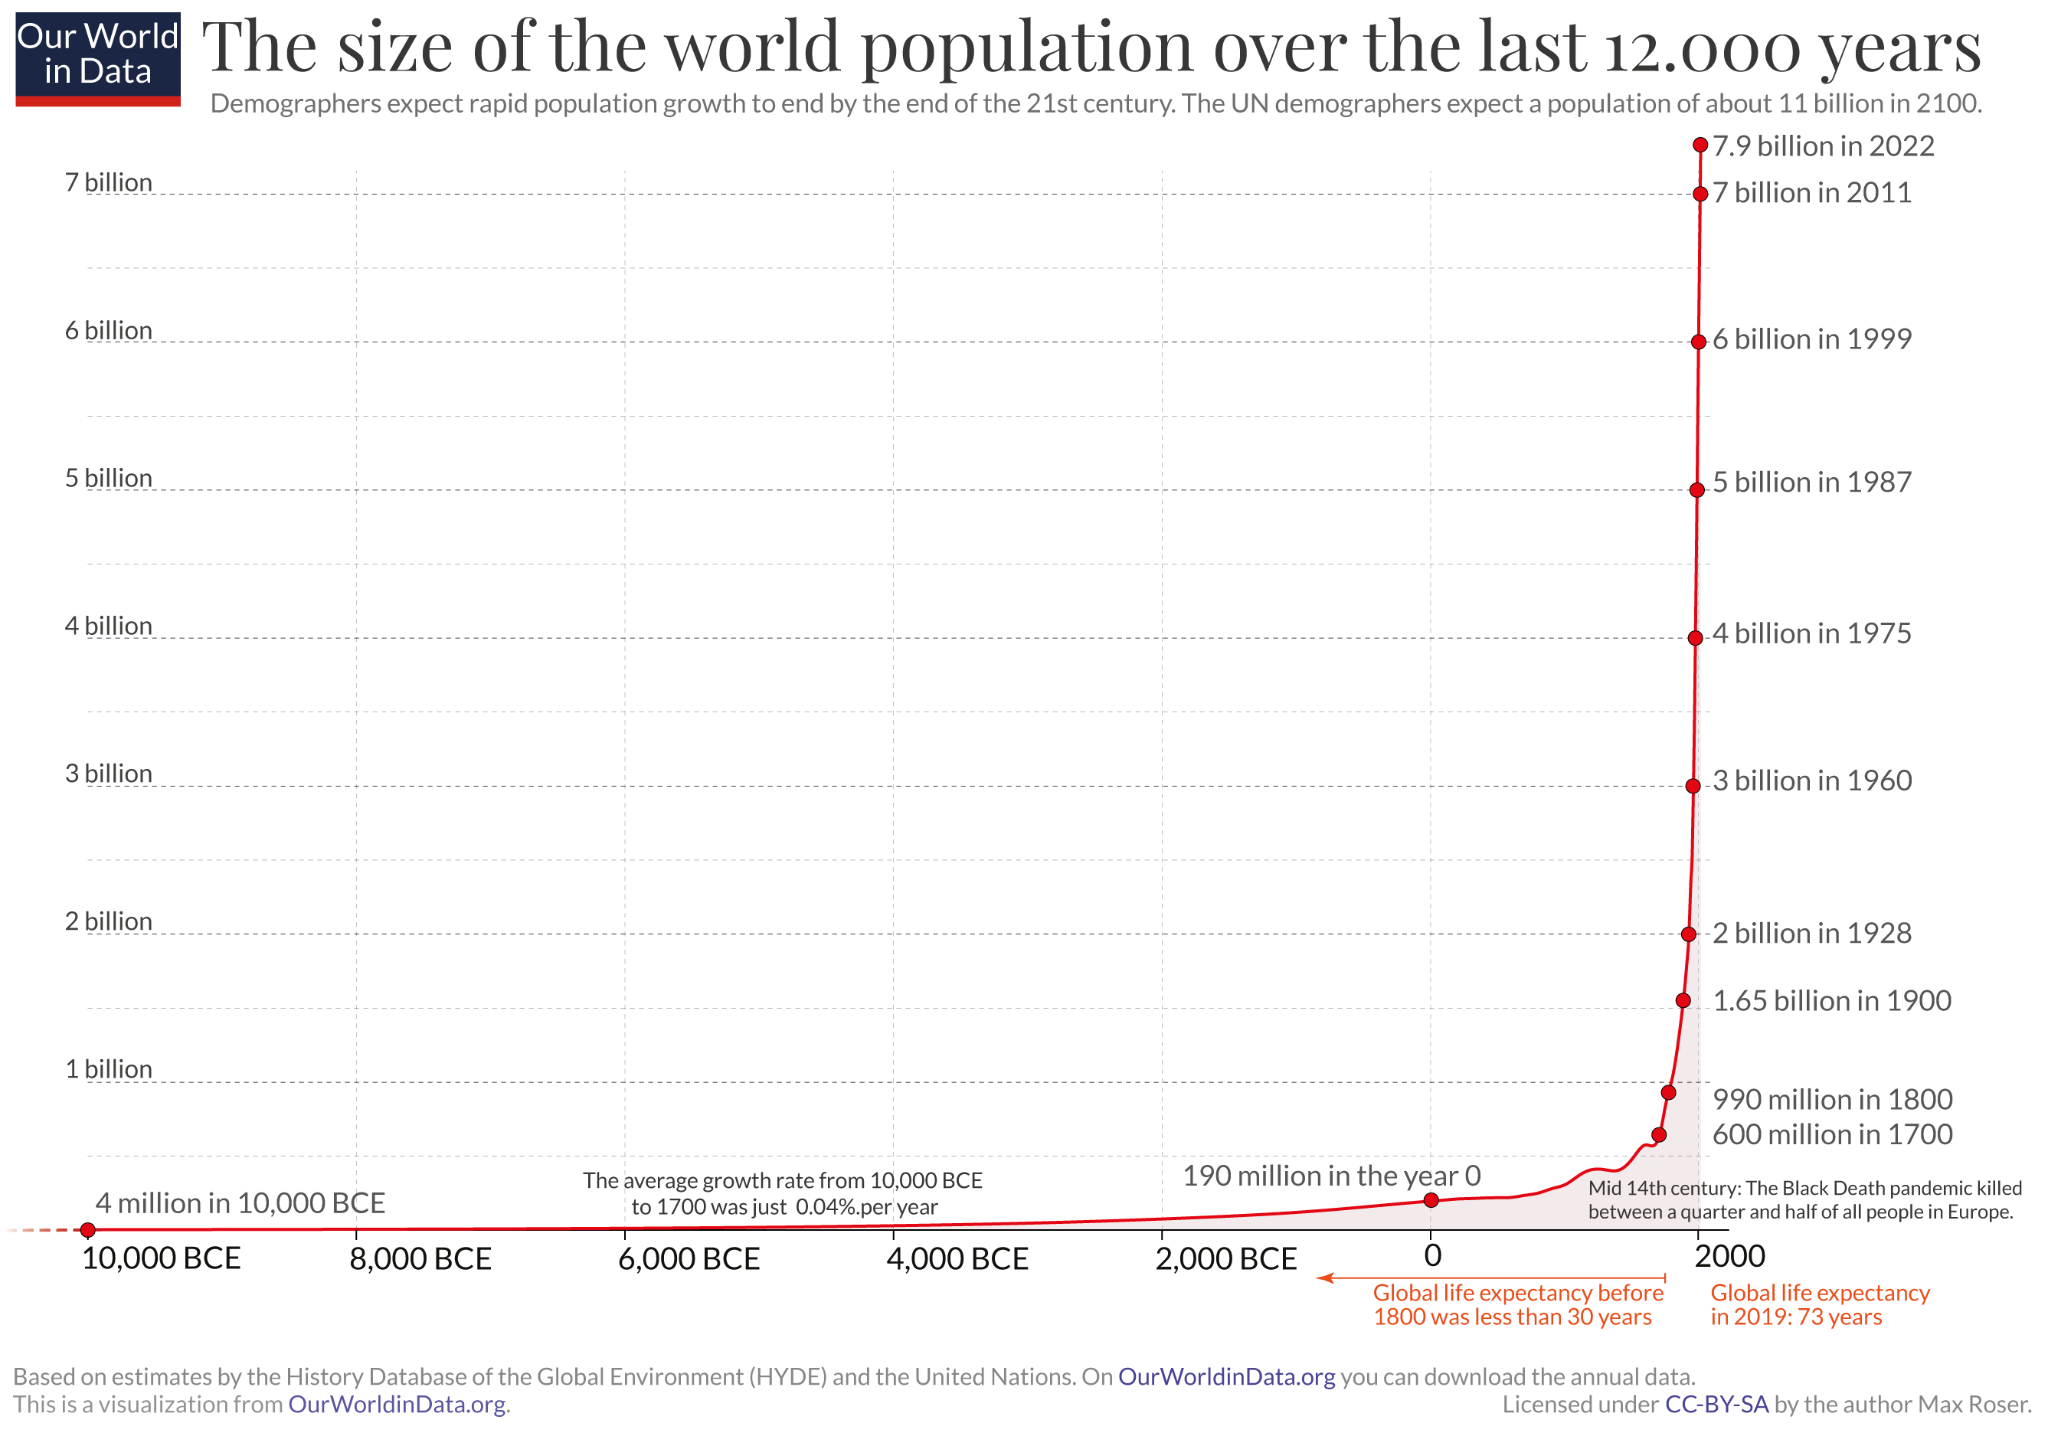 Our World
in Data
The size of the world population over the last 12.000 years
Demographers expect rapid population growth to end by the end of the 21st century. The UN demographers expect a population of about 11 billion in 2100.
7.9 billion in 2022
7 billion
7 billion in 2011
6 billion
6 billion in 1999
5 billion
5 billion in 1987
4 billion
4 billion in 1975
3 billion
3 billion in 1960
2 billion
2 billion in 1928
1.65 billion in 1900
1 billion
990 million in 1800
600 million in 1700
190 million in the year 0
The average growth rate from 10,000 BCE
to 1700 was just 0.04%.per year
Mid 14th century: The Black Death pandemic killed
between a quarter and half of all people in Europe.
4 million in 10,000 BCE
10,000 BCE
8,000 BCE
6,000 BCE
4,000 BCE
2,000 BCE
0
2000
Global life expectancy before
1800 was less than 30 years
Global life expectancy
in 2019: 73 years
Based on estimates by the History Database of the Global Environment (HYDE) and the United Nations. On OurWorldinData.org you can download the annual data.
This is a visualization from OurWorldinData.org.
Licensed under CC-BY-SA by the author Max Roser.